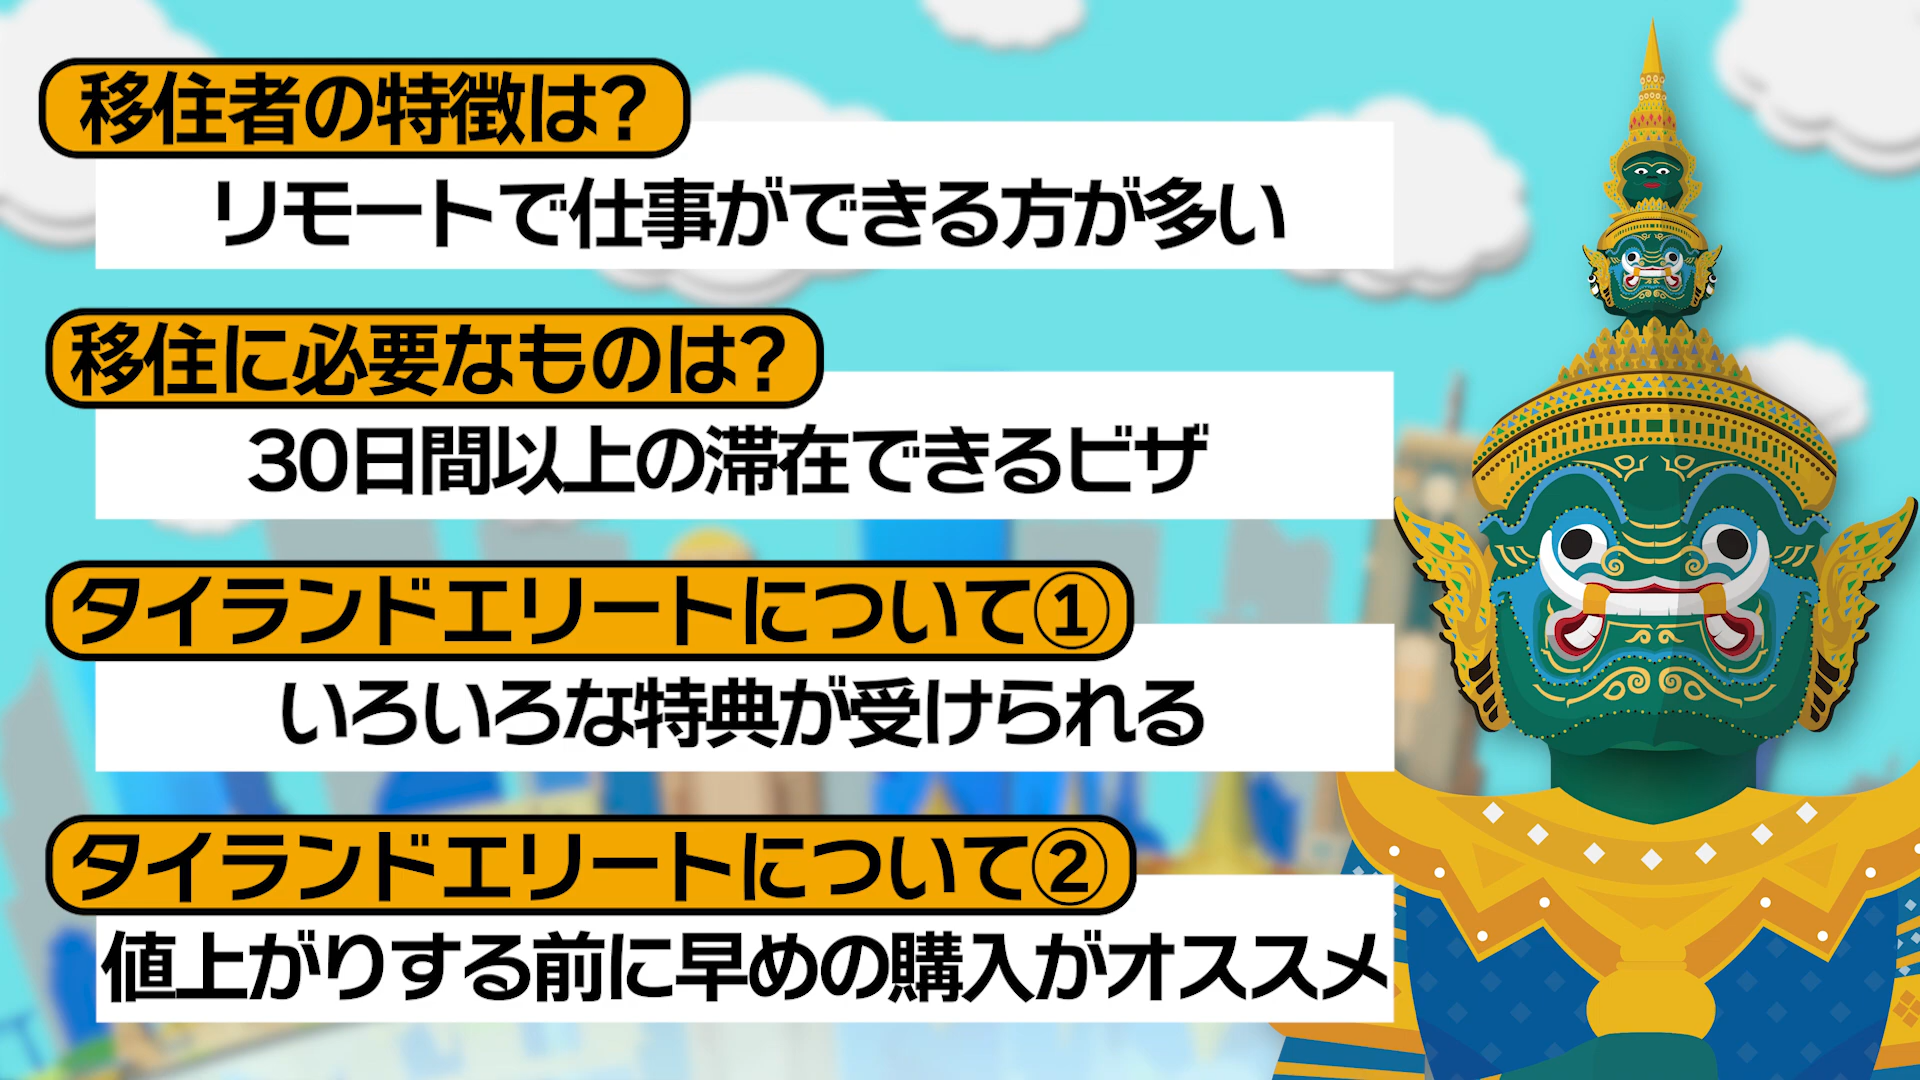 移住者の特徴は?
リモートで仕事ができる方が多い
移住に必要なものは?
30日間以上の滞在できるビザ
タイランドエリートについて①
いろいろな特典が受けられる
タイランドエリートについて②
値上がりする前に早めの購入がオススメ